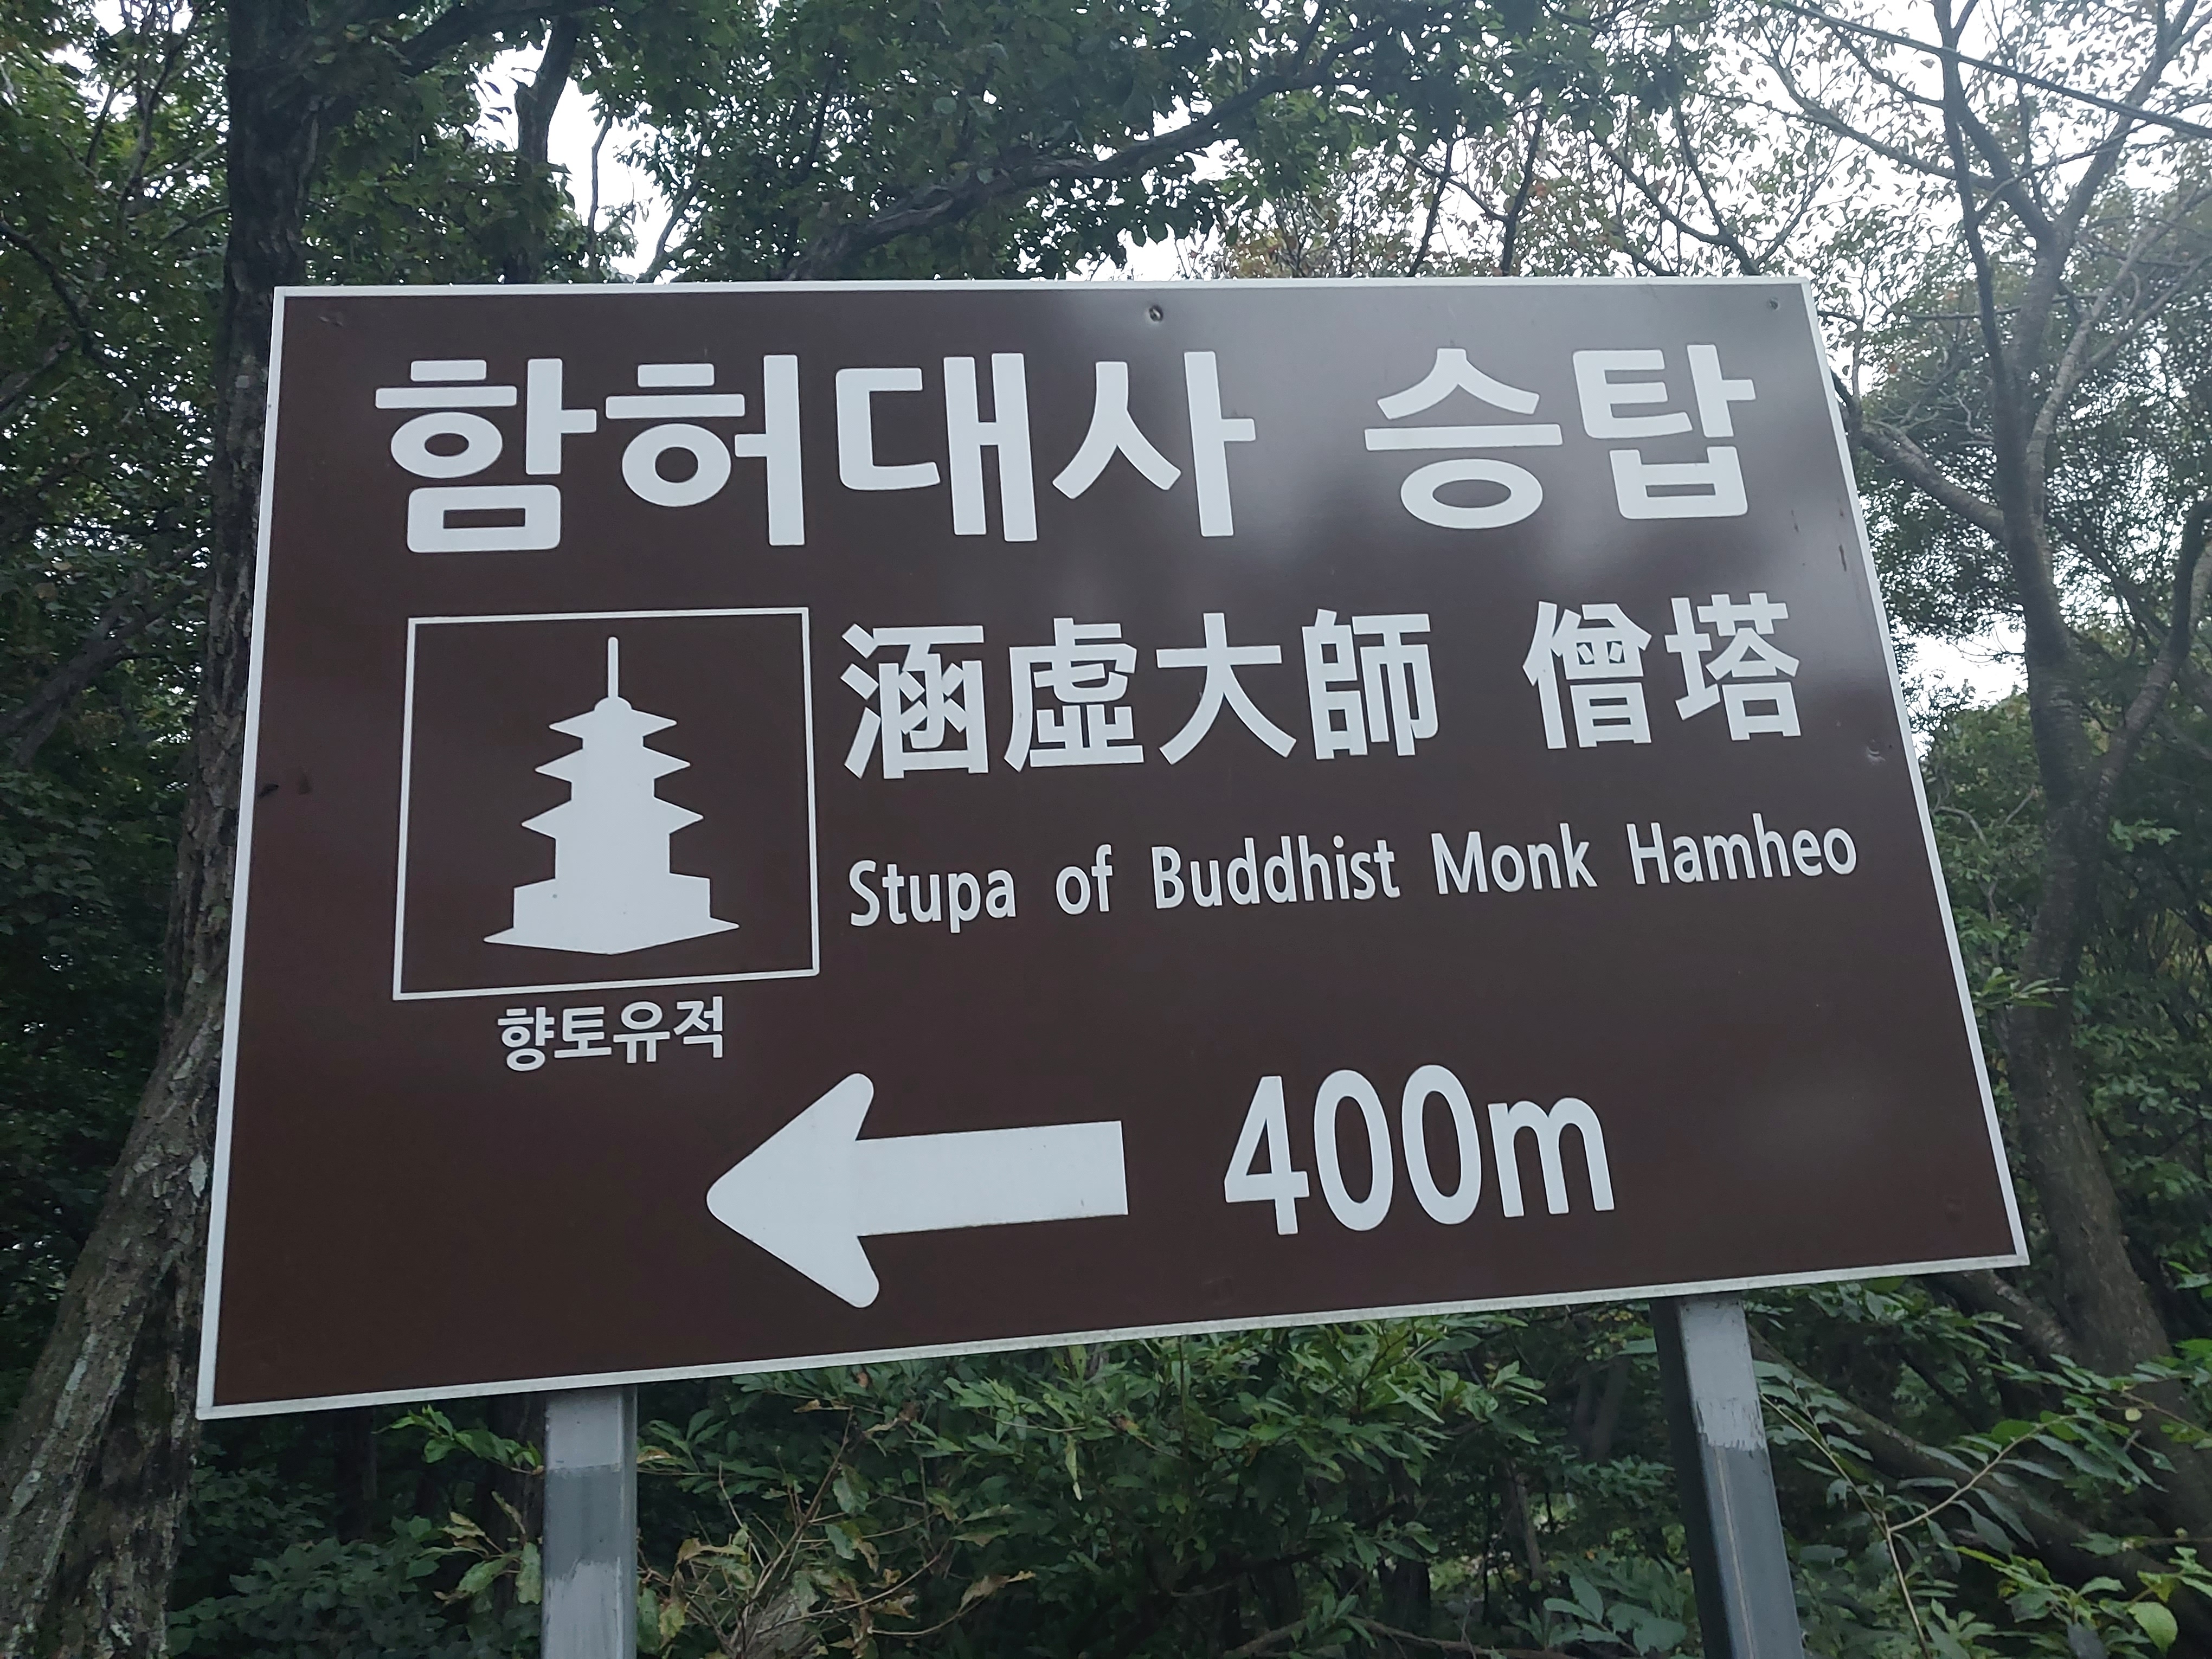 함허대사 승탑
涵虛大師 僧塔
Stupa of Buddhist Monk Hamheo
향토유적
400m